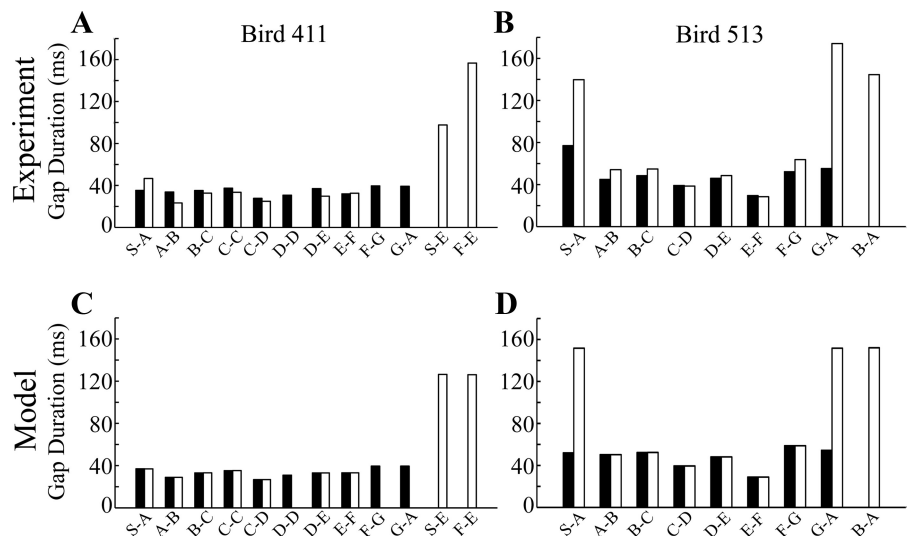 A
Bird 411
B
Bird 513
Experiment
Gap Duration (ms)
160
120
80
40
0
S-A
A-B
B-C
C-C
C-D
D-D
D-E
E-F
F-G
G-A
S-E
F-E
160
120
80
40
0
S-A
A-B
B-C
C-D
D-E
E-F
F-G
G-A
B-A
C
D
Model
Gap Duration (ms)
160
120
80
40
0
S-A
A-B
B-C
C-C
C-D
D-D
D-E
E-F
F-G
G-A
S-E
F-E
160
120
80
40
0
S-A
A-B
B-C
C-D
D-E
E-F
F-G
G-A
B-A